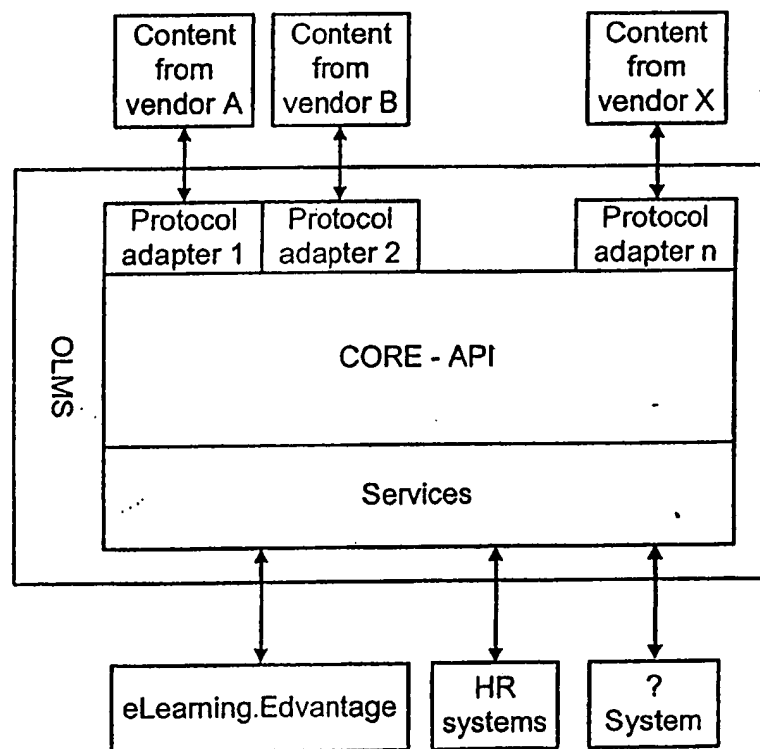 Content
from
vendor A
Content
from
vendor B
Content
from
vendor X
Protocol
adapter 1
Protocol
adapter 2
Protocol
adapter n
OLMS
CORE - API
Services
eLearning.Edvantage
HR
systems
?
System